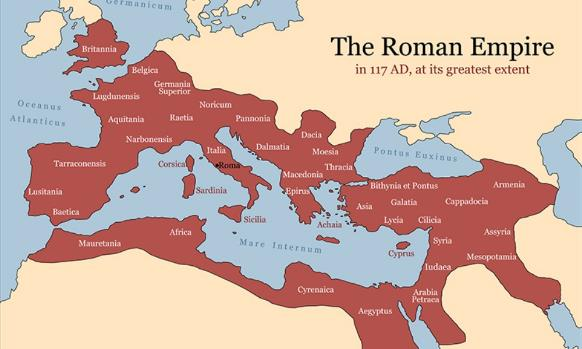 Germanicum
The Roman Empire
in 117 AD, at its greatest extent
Britannia
Belgica
Germania
Superior
Lugdunensis
Noricum
Oceanus
Atlanticus
Aquitania
Raetia
Pannonia
Dacia
Narbonensis
Italia
Dalmatia
Moesia
Pontus Euxinus
Tarraconensis
Corsica
Roma
Thracia
Macedonia
Bithynia et Pontus
Armenia
Lusitania
Sardinia
Epirus
Galatia
Cappadocia
Baetica
Asia
Sicilia
Achaia
Lycia
Cilicia
Assyria
Mauretania
Africa
Mare Internum
Cyprus
Syria
Mesopotamia
Iudaea
Cyrenaica
Arabia
Petraea
Aegyptus